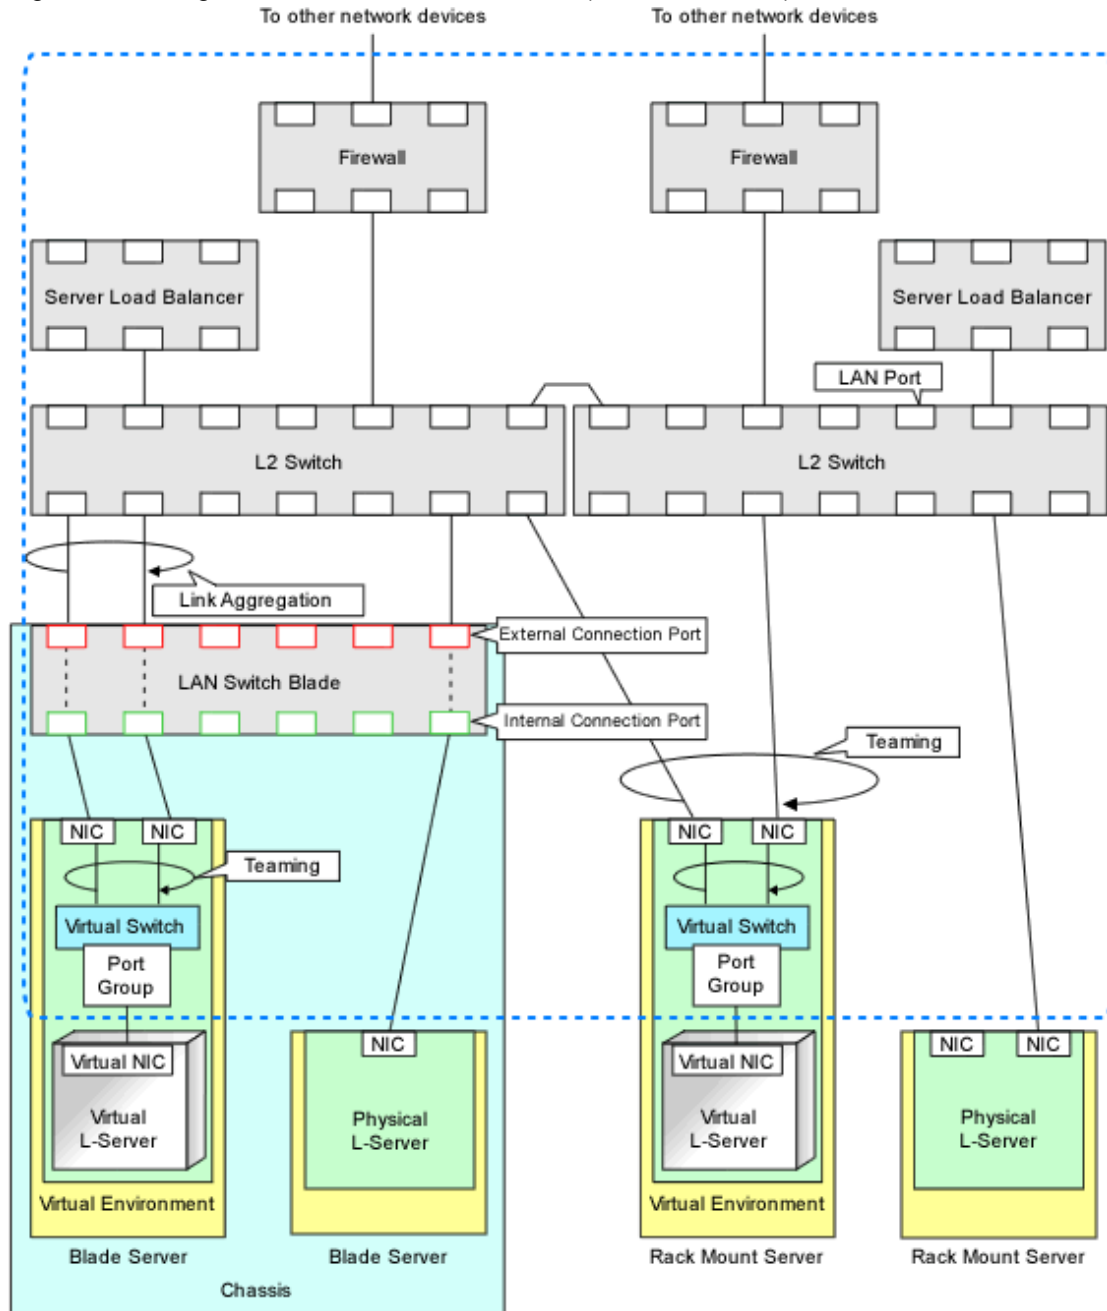 To other network devices
To other network devices
Firewall
Firewall
Server Load Balancer
Server Load Balancer
LAN Port
L2 Switch
L2 Switch
Link Aggregation
External Connection Port
LAN Switch Blade
Internal Connection Port
Teaming
NIC
NIC
NIC
NIC
Teaming
Virtual Switch
Virtual Switch
Port
Group
Port
Group
NIC
NIC
NIC
Virtual NIC
Virtual NIC
Virtual
L-Server
Physical
L-Server
Virtual
L-Server
Physical
L-Server
Virtual Environment
Virtual Environment
Blade Server
Blade Server
Rack Mount Server
Rack Mount Server
Chassis